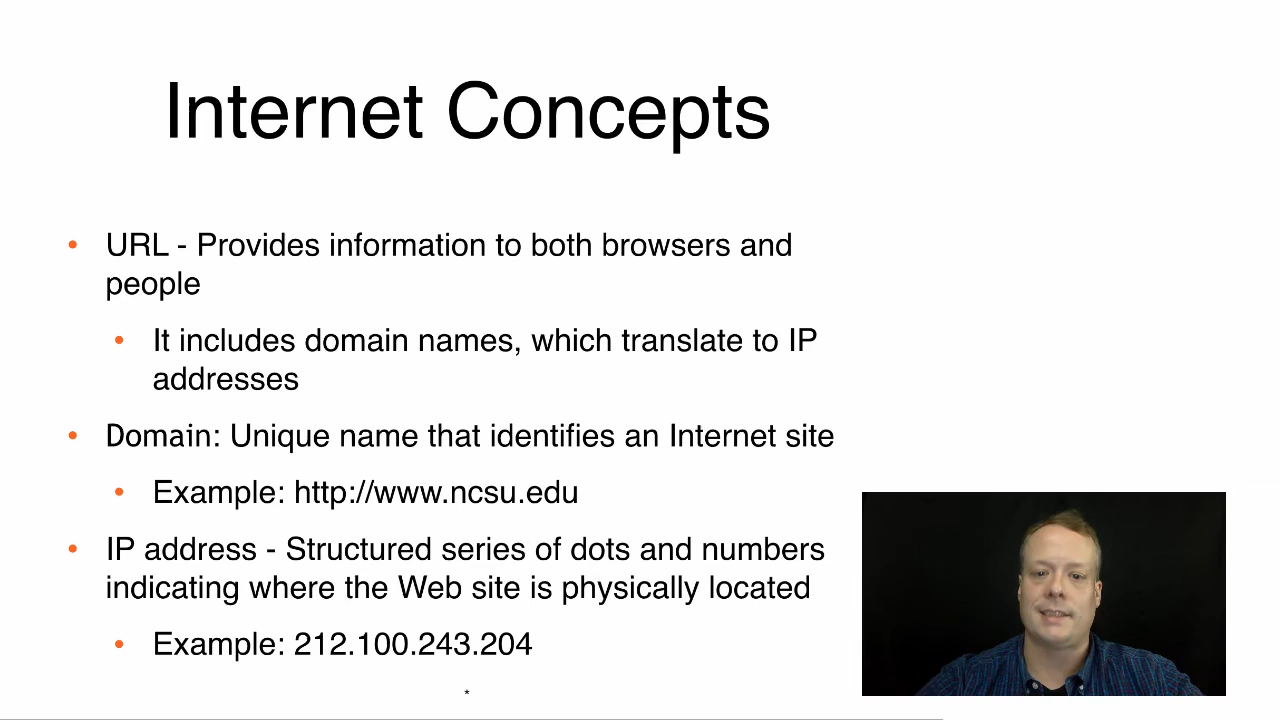 Internet Concepts
• URL - Provides information to both browsers and
people
• It includes domain names, which translate to IP
addresses
• Domain: Unique name that identifies an Internet site
• Example: http://www.ncsu.edu
• IP address - Structured series of dots and numbers
indicating where the Web site is physically located
• Example: 212.100.243.204
*